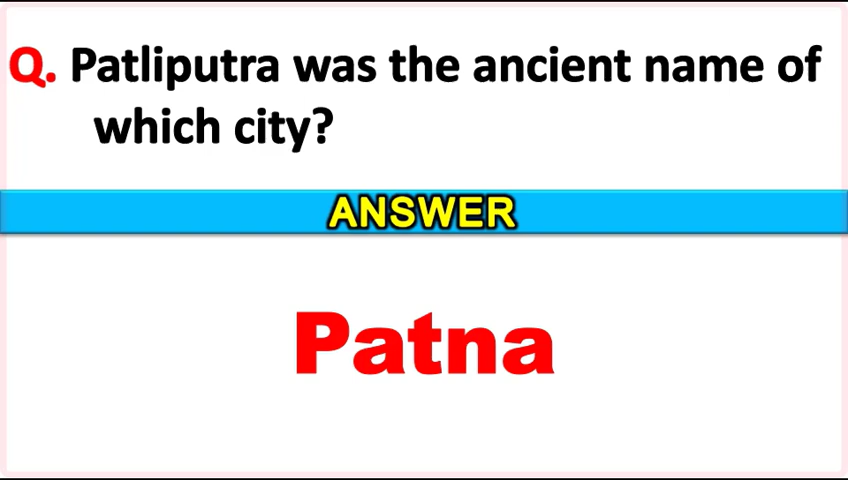 Q. Patliputra was the ancient name of
which city?
ANSWER
Patna